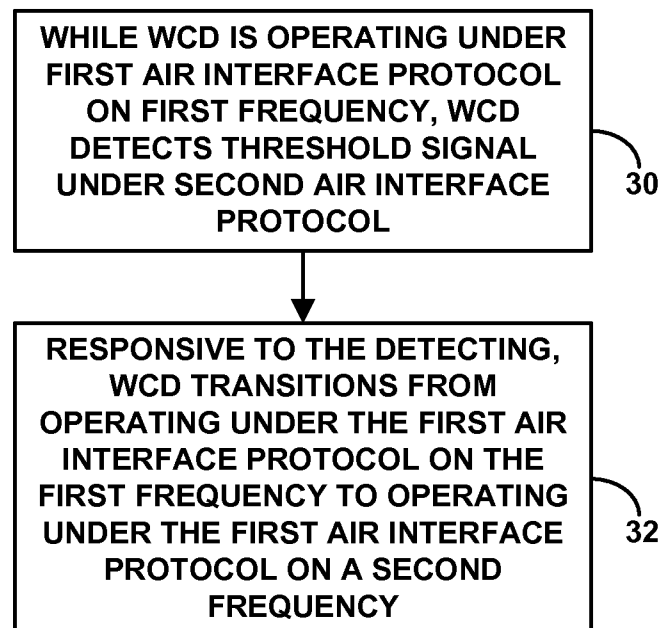 WHILE WCD IS OPERATING UNDER
FIRST AIR INTERFACE PROTOCOL
ON FIRST FREQUENCY, WCD
DETECTS THRESHOLD SIGNAL
UNDER SECOND AIR INTERFACE
PROTOCOL
30
RESPONSIVE TO THE DETECTING,
WCD TRANSITIONS FROM
OPERATING UNDER THE FIRST AIR
INTERFACE PROTOCOL ON THE
FIRST FREQUENCY TO OPERATING
UNDER THE FIRST AIR INTERFACE
PROTOCOL ON A SECOND
FREQUENCY
32